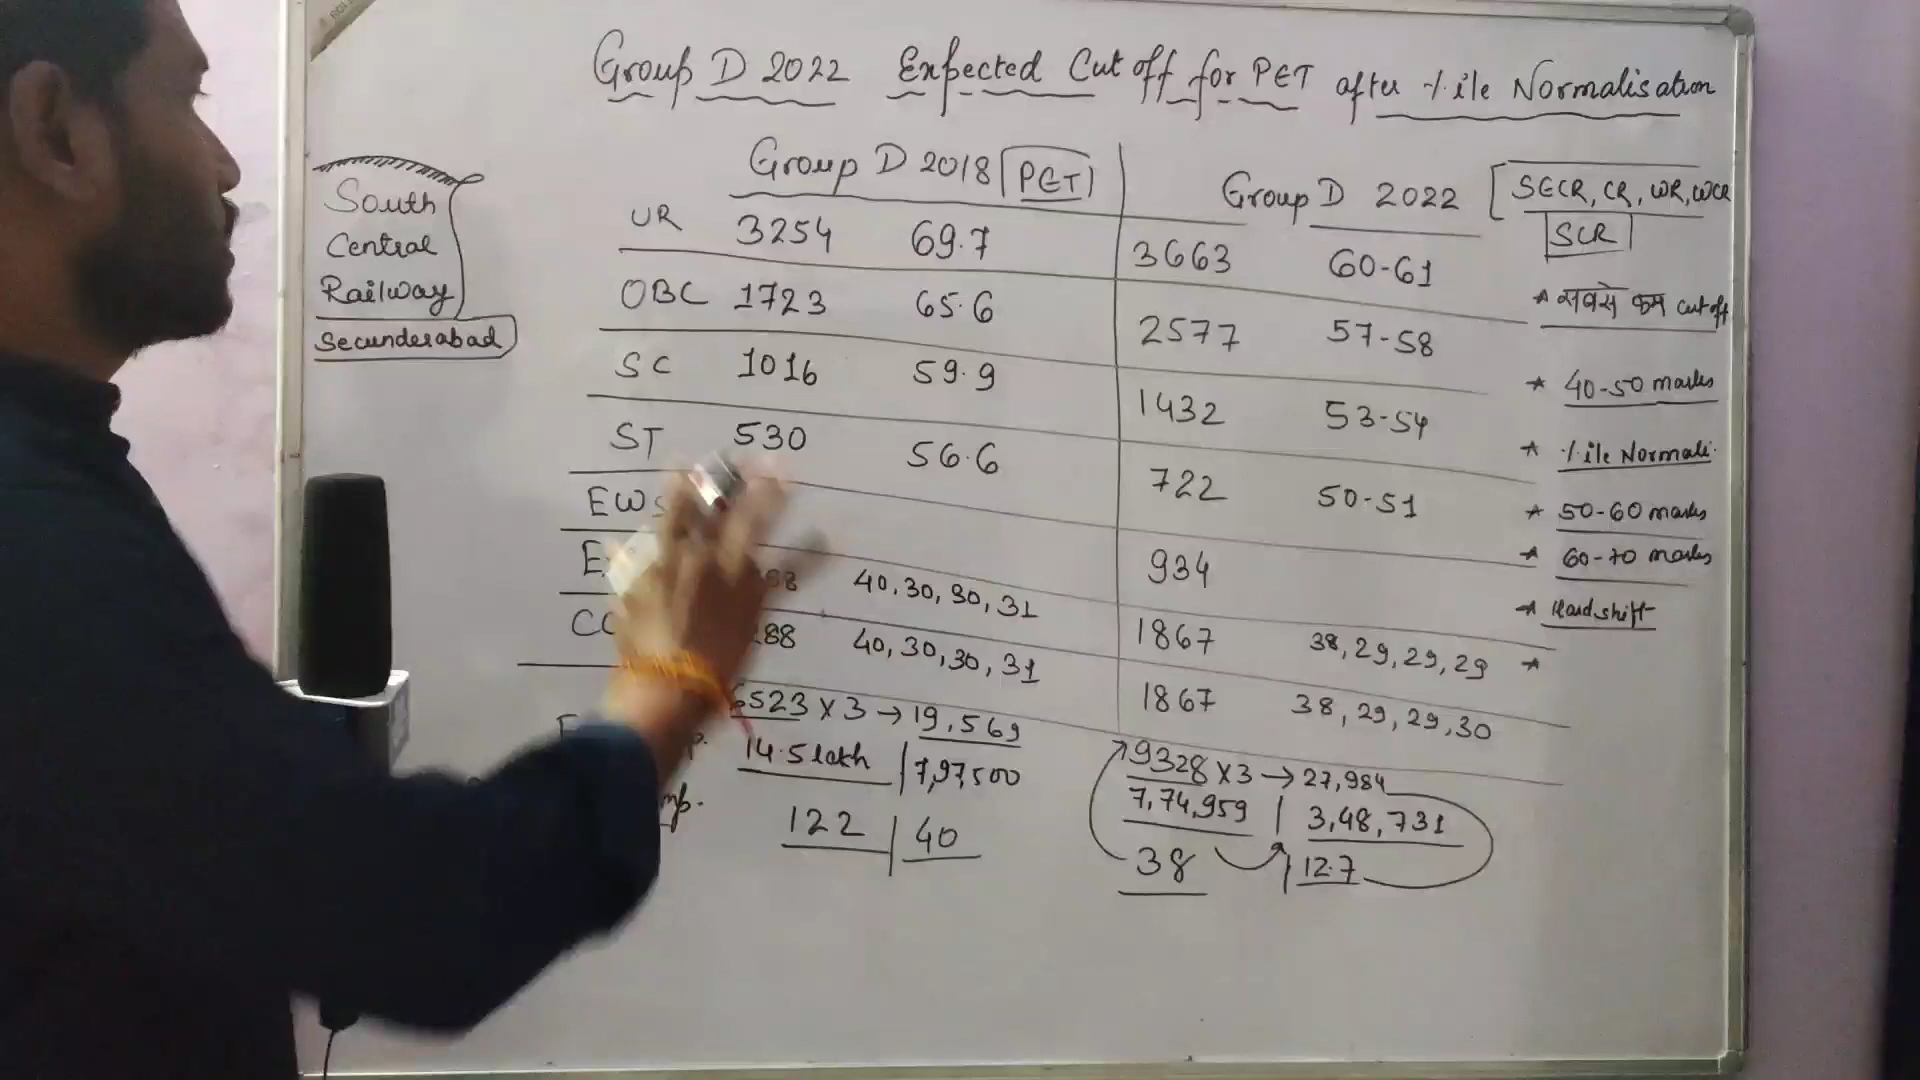 Group D 2022 Expected Cut off for PET after %ile Normalisation
South
Central
Railway
Secunderabad
Group D 2018 PET
Group D 2022 SECR, CR, WR, WCR
SCR
UR 3254 69.7 3663 60-61
OBC 1723 65.6 2577 57-58
SC 1016 59.9 1432 53-54
ST 530 56.6 722 50-51
EWS 934
40,30,30,31 1867 38,29,29,29
88 40,30,30,31 1867 38,29,29,30
6523 x 3 → 19,569 9328 x 3 → 27,984
14.5 lakh | 7,97,500 7,74,959 | 3,48,731
122 | 40 38 | 12.7
* सबसे कम cut off
* 40-50 marks
* %ile Normali.
* 50-60 marks
* 60-70 marks
* Hard shift
*